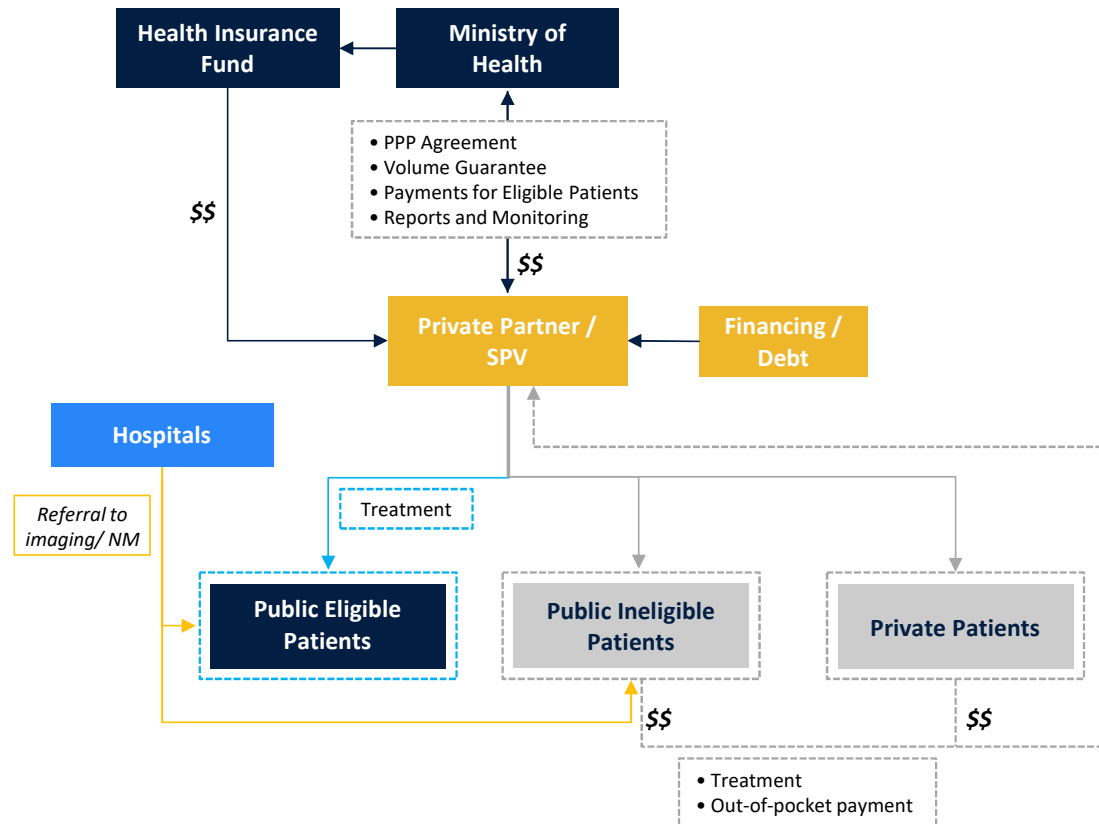 Health Insurance
Fund
Ministry of
Health
• PPP Agreement
• Volume Guarantee
• Payments for Eligible Patients
• Reports and Monitoring
$$
$$
Private Partner /
SPV
Financing /
Debt
Hospitals
Referral to
imaging/ NM
Treatment
Public Eligible
Patients
Public Ineligible
Patients
Private Patients
$$
$$
• Treatment
• Out-of-pocket payment